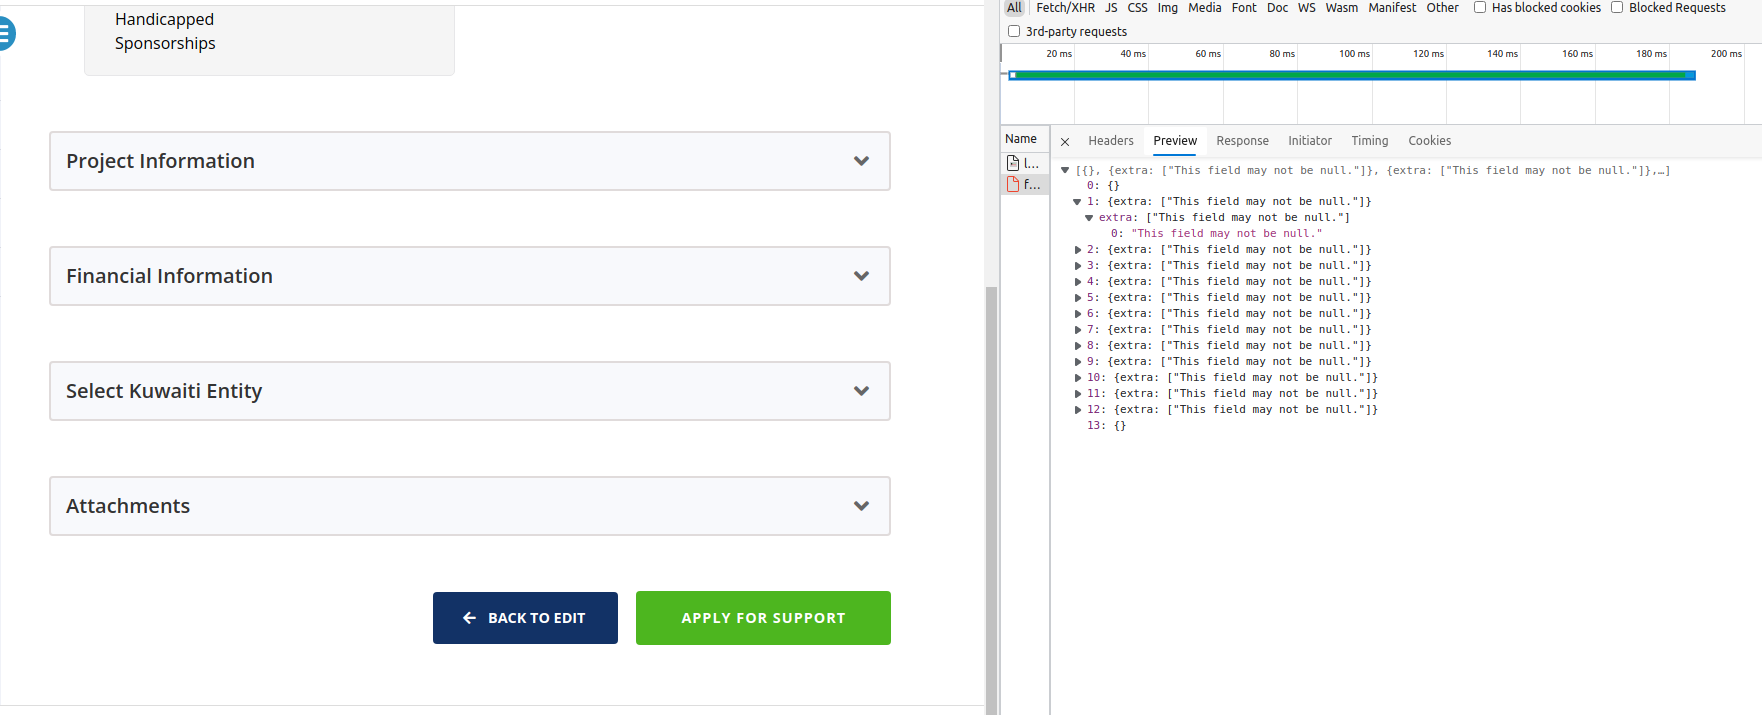 Handicapped
Sponsorships
Project Information
Financial Information
Select Kuwaiti Entity
Attachments
BACK TO EDIT
APPLY FOR SUPPORT
All Fetch/XHR JS CSS Img Media Font Doc WS Wasm Manifest Other Has blocked cookies Blocked Requests
3rd-party requests
20 ms 40 ms 60 ms 80 ms 100 ms 120 ms 140 ms 160 ms 180 ms 200 ms
Name
l...
f...
Headers Preview Response Initiator Timing Cookies
[{}, {extra: ["This field may not be null."]}, {extra: ["This field may not be null."]},…]
0: {}
1: {extra: ["This field may not be null."]}
extra: ["This field may not be null."]
0: "This field may not be null."
2: {extra: ["This field may not be null."]}
3: {extra: ["This field may not be null."]}
4: {extra: ["This field may not be null."]}
5: {extra: ["This field may not be null."]}
6: {extra: ["This field may not be null."]}
7: {extra: ["This field may not be null."]}
8: {extra: ["This field may not be null."]}
9: {extra: ["This field may not be null."]}
10: {extra: ["This field may not be null."]}
11: {extra: ["This field may not be null."]}
12: {extra: ["This field may not be null."]}
13: {}